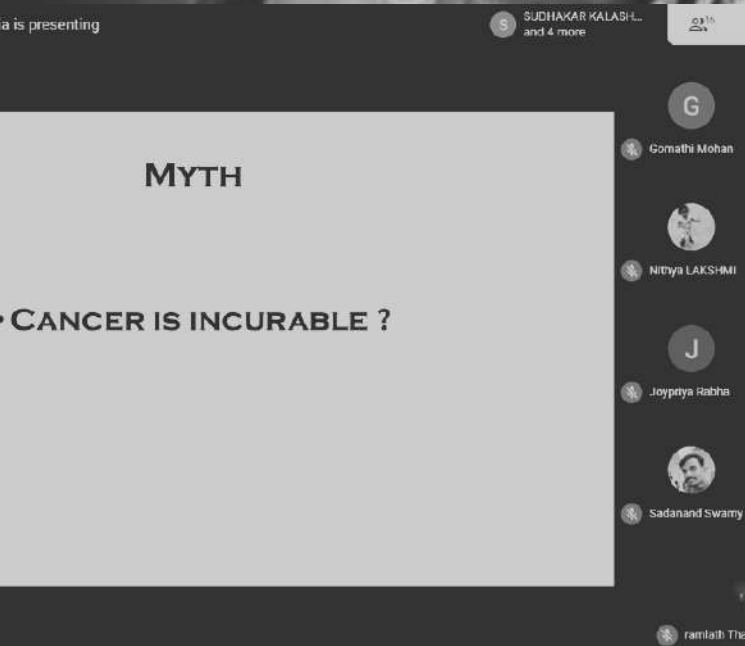 ia is presenting
S
SUDHAKAR KALASH...
and 4 more
G
Gomathi Mohan
MYTH
Nithya LAKSHMI
• CANCER IS INCURABLE ?
J
Joypriya Rabha
Sadanand Swamy
ramlath Tha